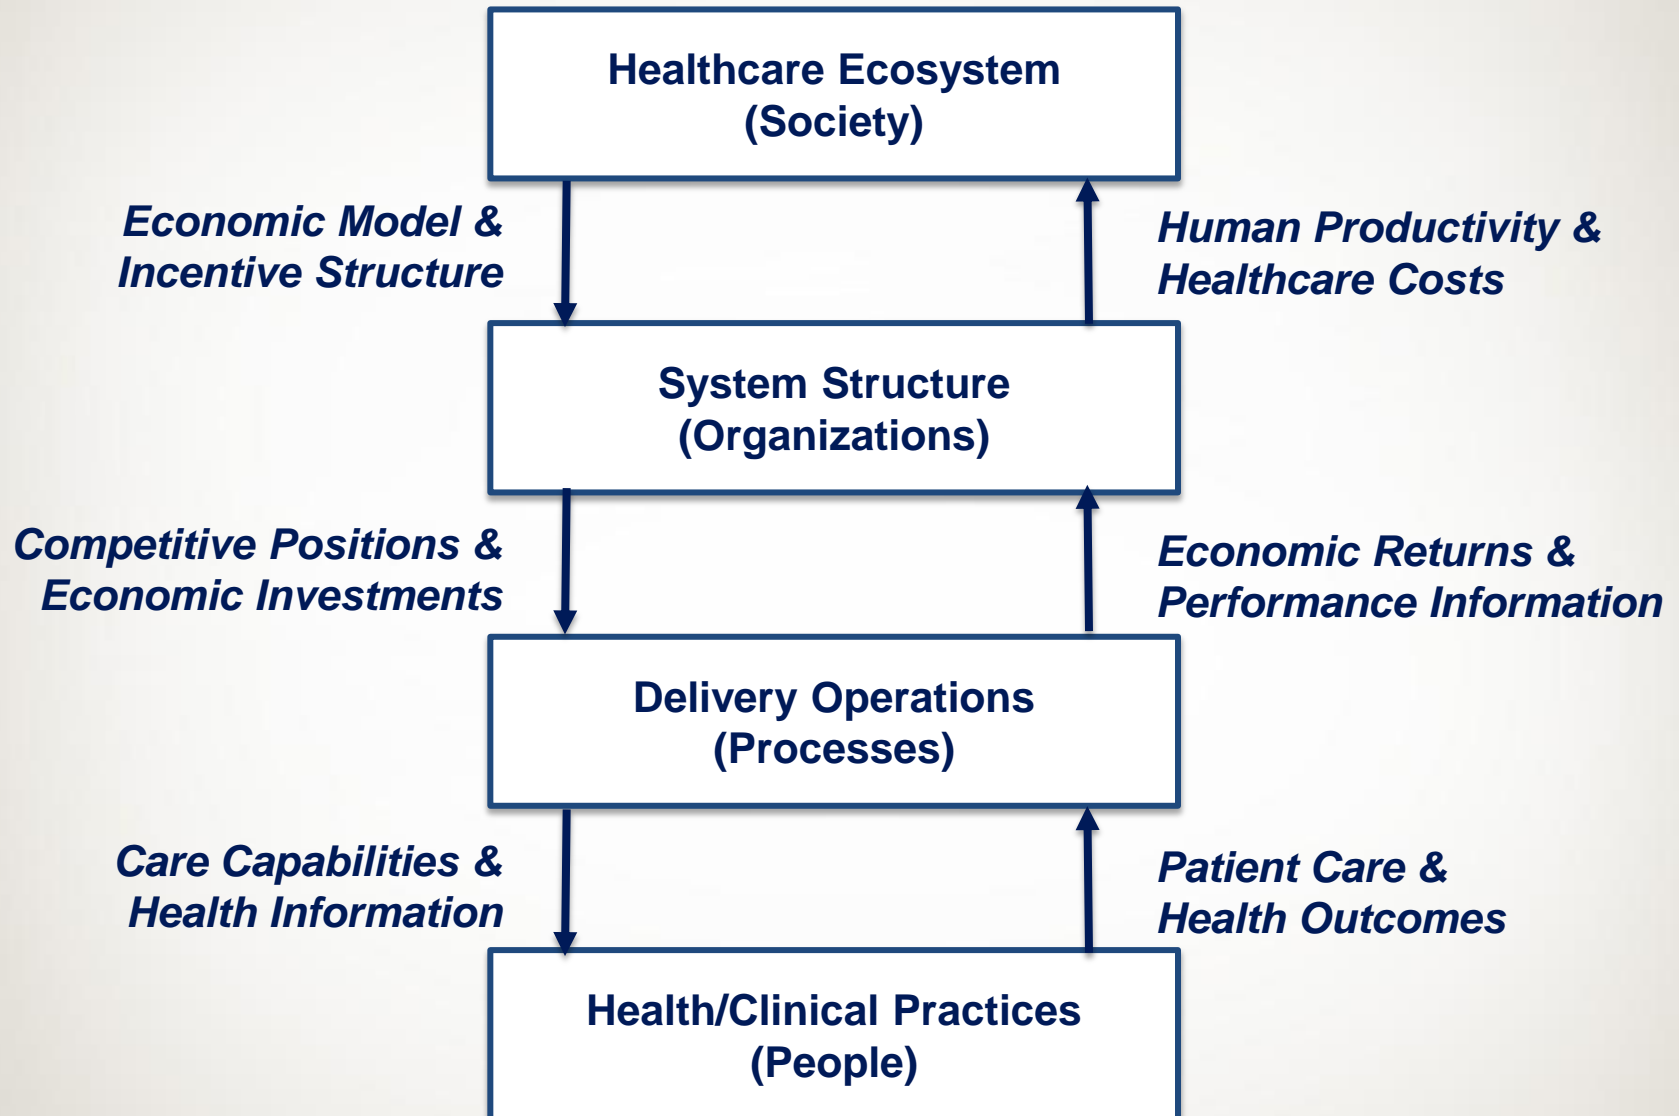 Healthcare Ecosystem
(Society)
Economic Model &
Incentive Structure
Human Productivity &
Healthcare Costs
System Structure
(Organizations)
Competitive Positions &
Economic Investments
Economic Returns &
Performance Information
Delivery Operations
(Processes)
Care Capabilities &
Health Information
Patient Care &
Health Outcomes
Health/Clinical Practices
(People)